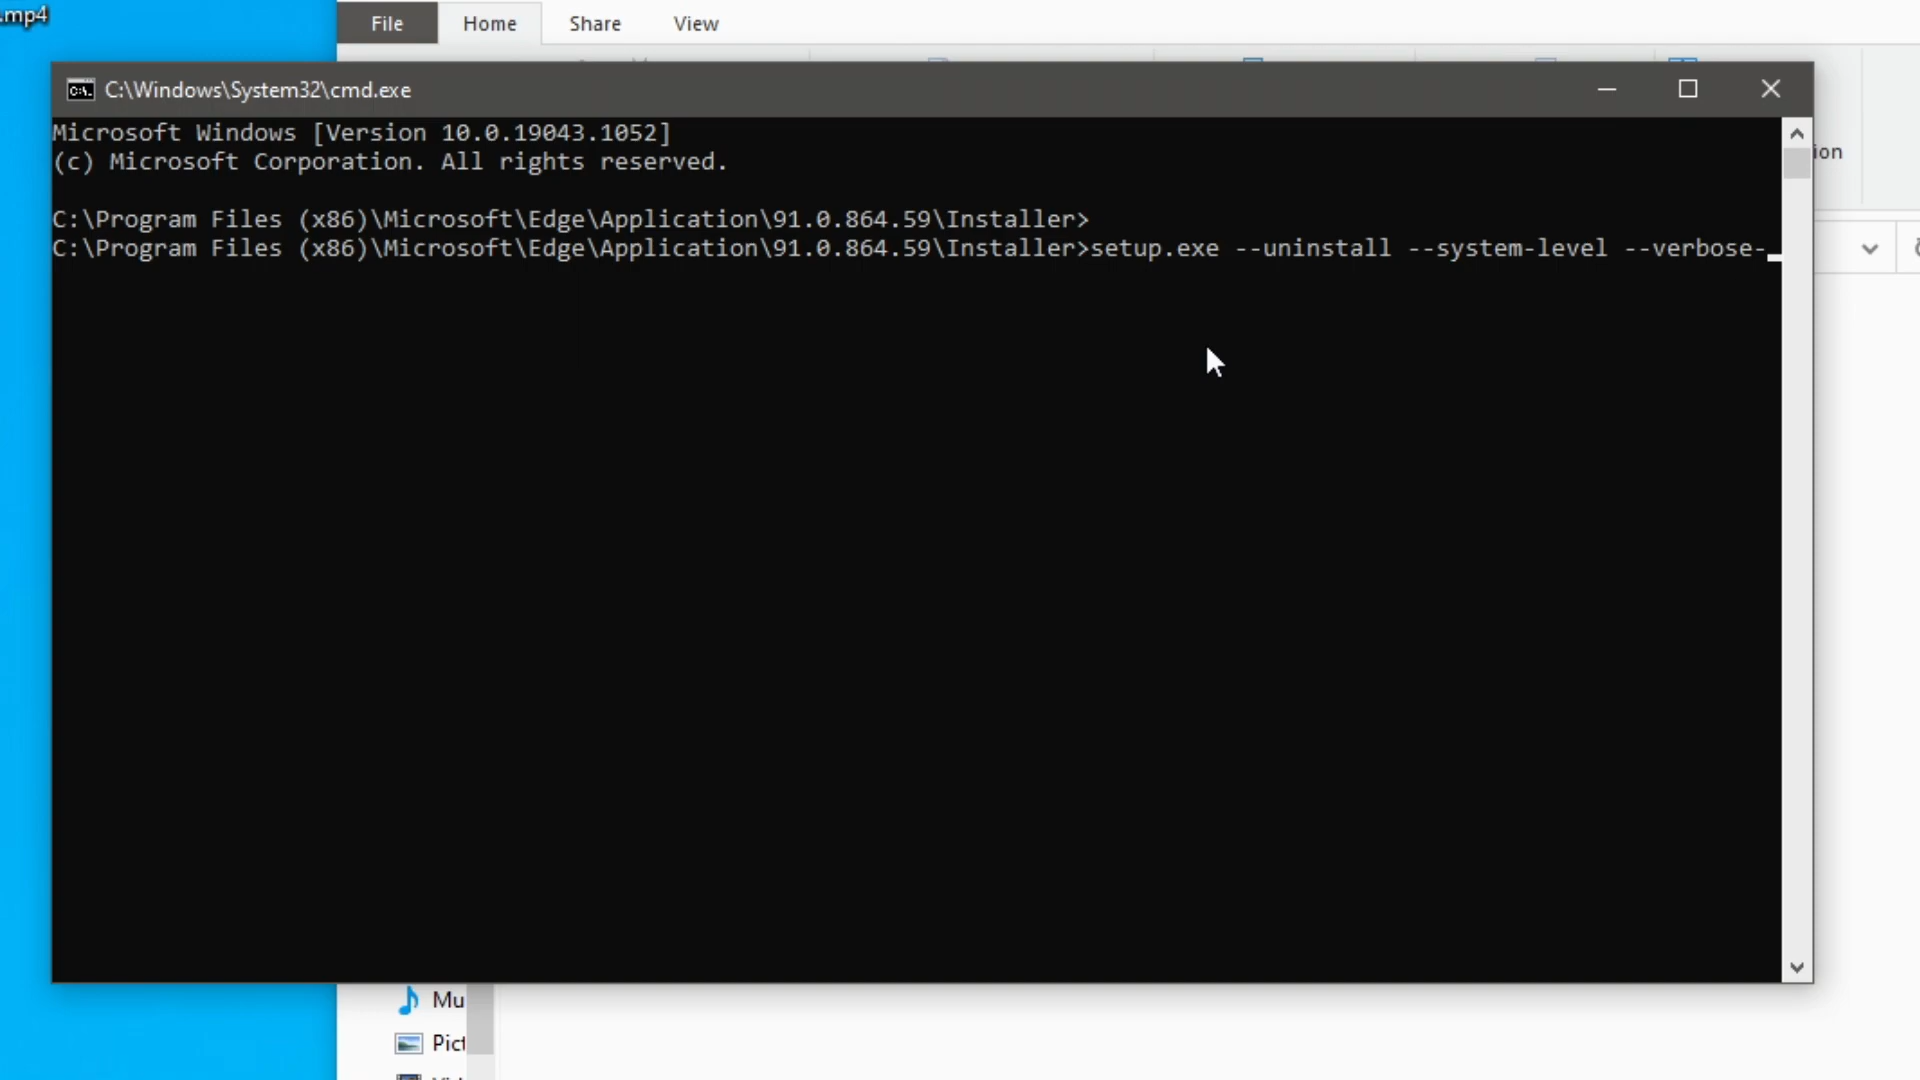 .mp4
File Home Share View
C:\Windows\System32\cmd.exe
Microsoft Windows [Version 10.0.19043.1052]
(c) Microsoft Corporation. All rights reserved.
C:\Program Files (x86)\Microsoft\Edge\Application\91.0.864.59\Installer>
C:\Program Files (x86)\Microsoft\Edge\Application\91.0.864.59\Installer>setup.exe --uninstall --system-level --verbose-_
ion
Mu
Pict